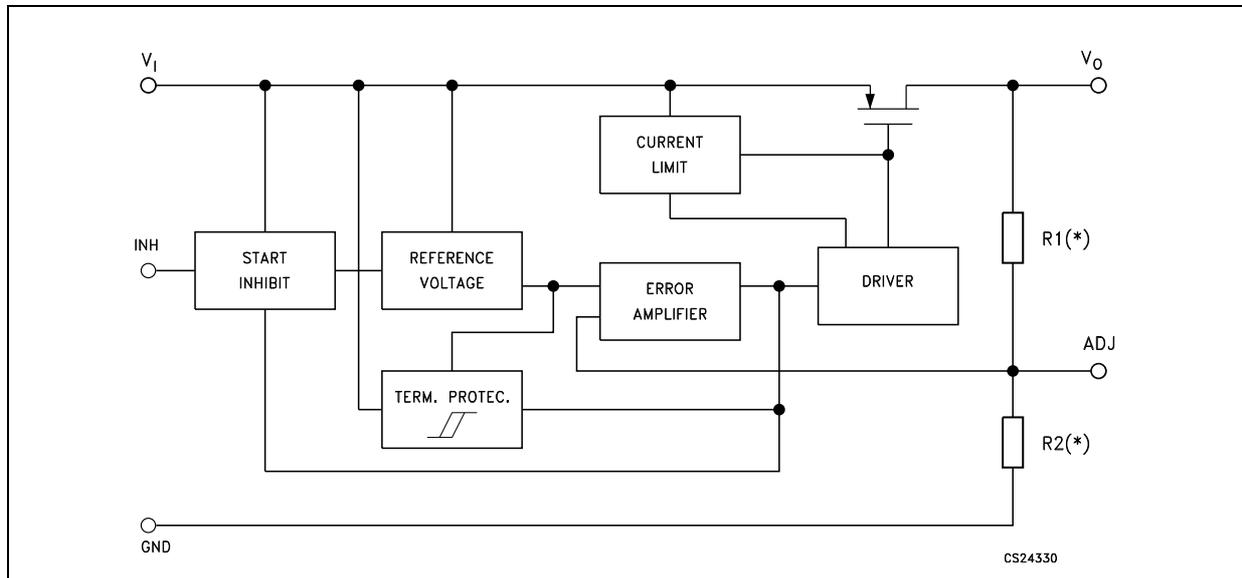 V_I
V_O
CURRENT
LIMIT
INH
START
INHIBIT
REFERENCE
VOLTAGE
ERROR
AMPLIFIER
DRIVER
R1(*)
ADJ
TERM. PROTEC.
R2(*)
GND
CS24330